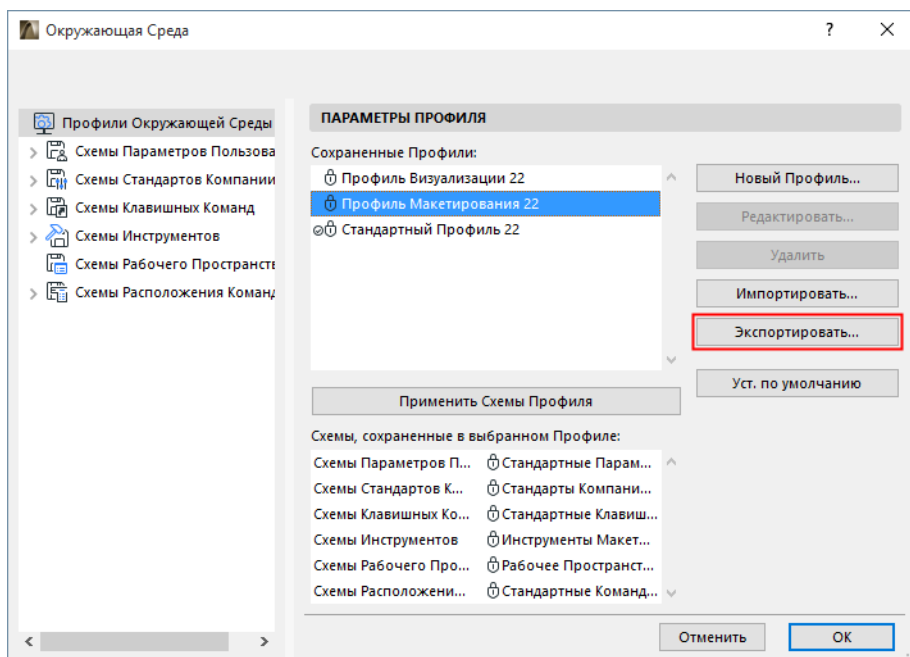 Окружающая Среда
?
Профили Окружающей Среды
Схемы Параметров Пользова
Схемы Стандартов Компании
Схемы Клавишных Команд
Схемы Инструментов
Схемы Рабочего Пространств
Схемы Расположения Команд
ПАРАМЕТРЫ ПРОФИЛЯ
Сохраненные Профили:
Профиль Визуализации 22
Профиль Макетирования 22
Стандартный Профиль 22
Новый Профиль...
Редактировать...
Удалить
Импортировать...
Экспортировать...
Уст. по умолчанию
Применить Схемы Профиля
Схемы, сохраненные в выбранном Профиле:
Схемы Параметров П... Стандартные Парам...
Схемы Стандартов К... Стандарты Компани...
Схемы Клавишных Ко... Стандартные Клавиш...
Схемы Инструментов Инструменты Макет...
Схемы Рабочего Про... Рабочее Пространст...
Схемы Расположени... Стандартные Команд...
Отменить
OK